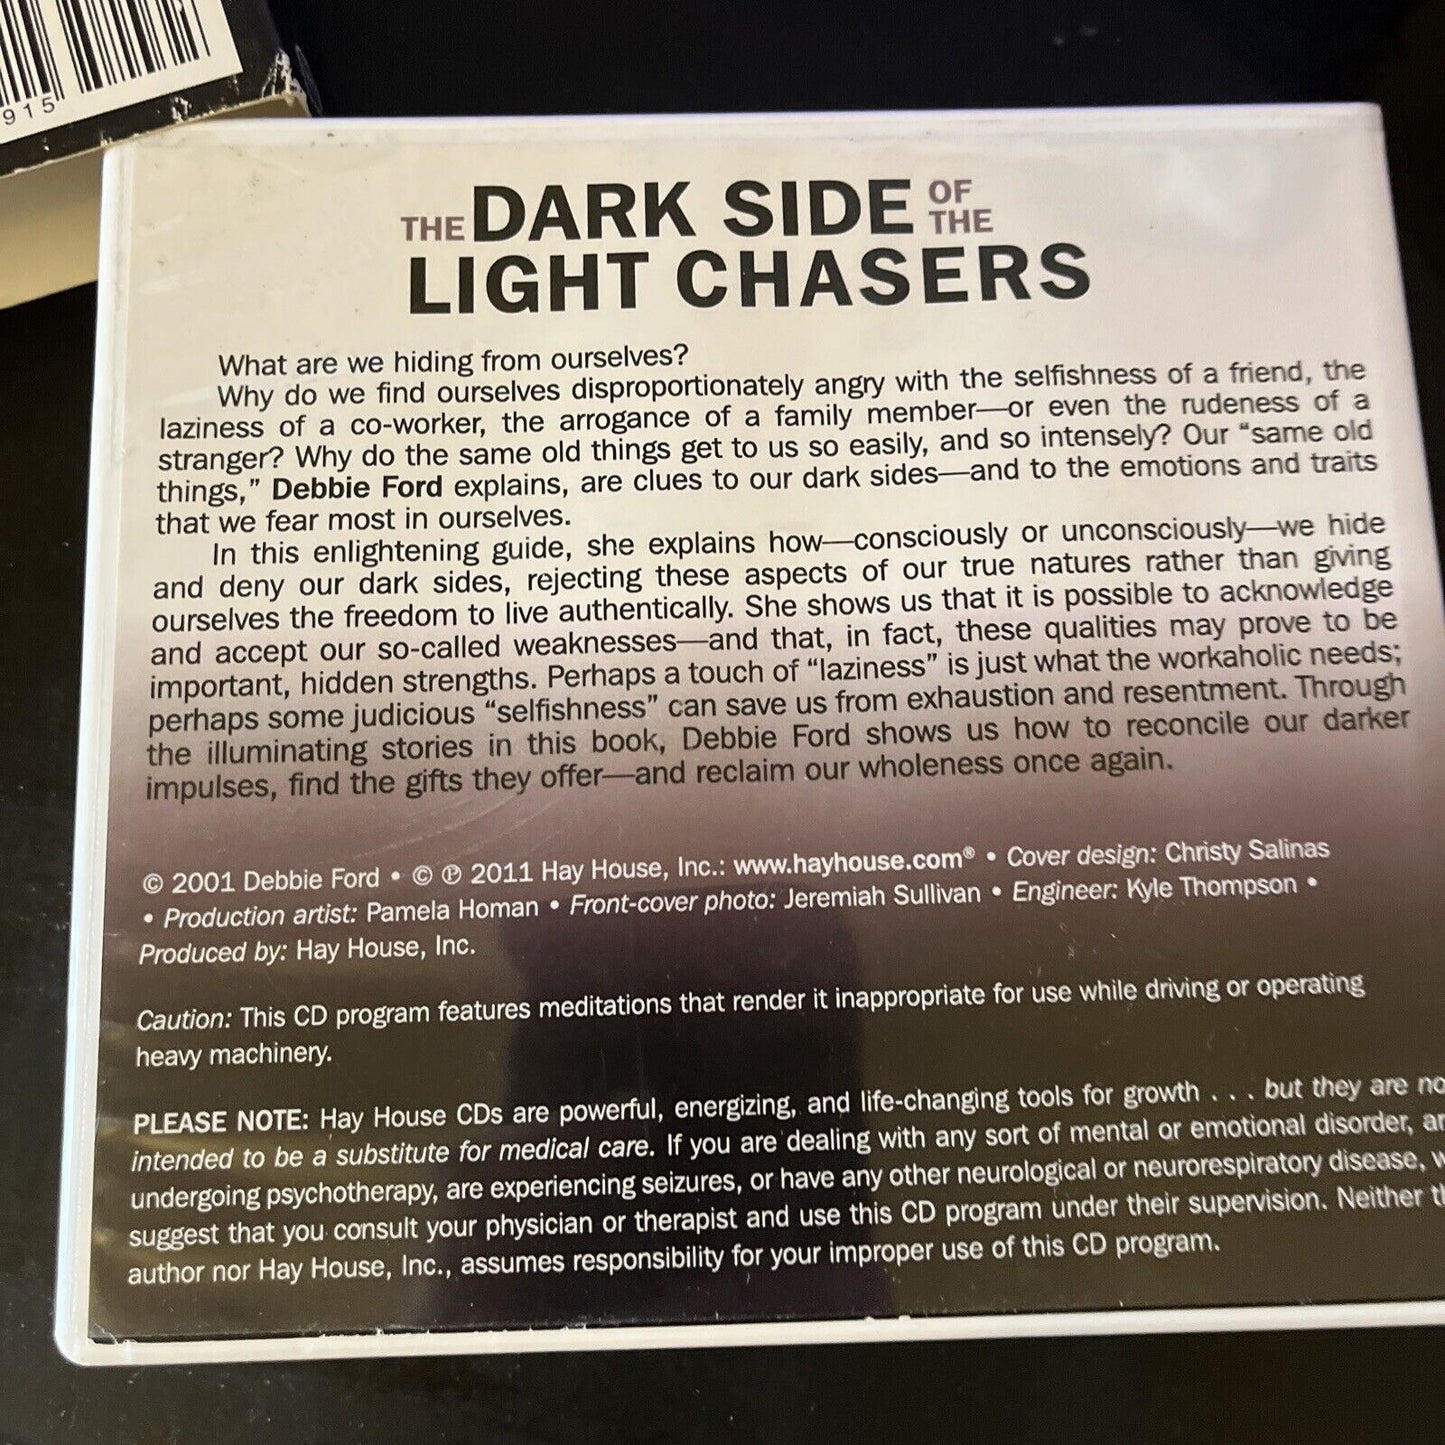 915
THE DARK SIDE OF THE
LIGHT CHASERS
What are we hiding from ourselves?
Why do we find ourselves disproportionately angry with the selfishness of a friend, the
laziness of a co-worker, the arrogance of a family member—or even the rudeness of a
stranger? Why do the same old things get to us so easily, and so intensely? Our “same old
things,” Debbie Ford explains, are clues to our dark sides—and to the emotions and traits
that we fear most in ourselves.
In this enlightening guide, she explains how—consciously or unconsciously—we hide
and deny our dark sides, rejecting these aspects of our true natures rather than giving
ourselves the freedom to live authentically. She shows us that it is possible to acknowledge
and accept our so-called weaknesses—and that, in fact, these qualities may prove to be
important, hidden strengths. Perhaps a touch of “laziness” is just what the workaholic needs;
perhaps some judicious “selfishness” can save us from exhaustion and resentment. Through
the illuminating stories in this book, Debbie Ford shows us how to reconcile our darker
impulses, find the gifts they offer—and reclaim our wholeness once again.
© 2001 Debbie Ford • © ℗ 2011 Hay House, Inc.: www.hayhouse.com® • Cover design: Christy Salinas
• Production artist: Pamela Homan • Front-cover photo: Jeremiah Sullivan • Engineer: Kyle Thompson •
Produced by: Hay House, Inc.
Caution: This CD program features meditations that render it inappropriate for use while driving or operating
heavy machinery.
PLEASE NOTE: Hay House CDs are powerful, energizing, and life-changing tools for growth . . . but they are
intended to be a substitute for medical care. If you are dealing with any sort of mental or emotional disorder,
undergoing psychotherapy, are experiencing seizures, or have any other neurological or neurorespiratory disease,
suggest that you consult your physician or therapist and use this CD program under their supervision. Neither
author nor Hay House, Inc., assumes responsibility for your improper use of this CD program.